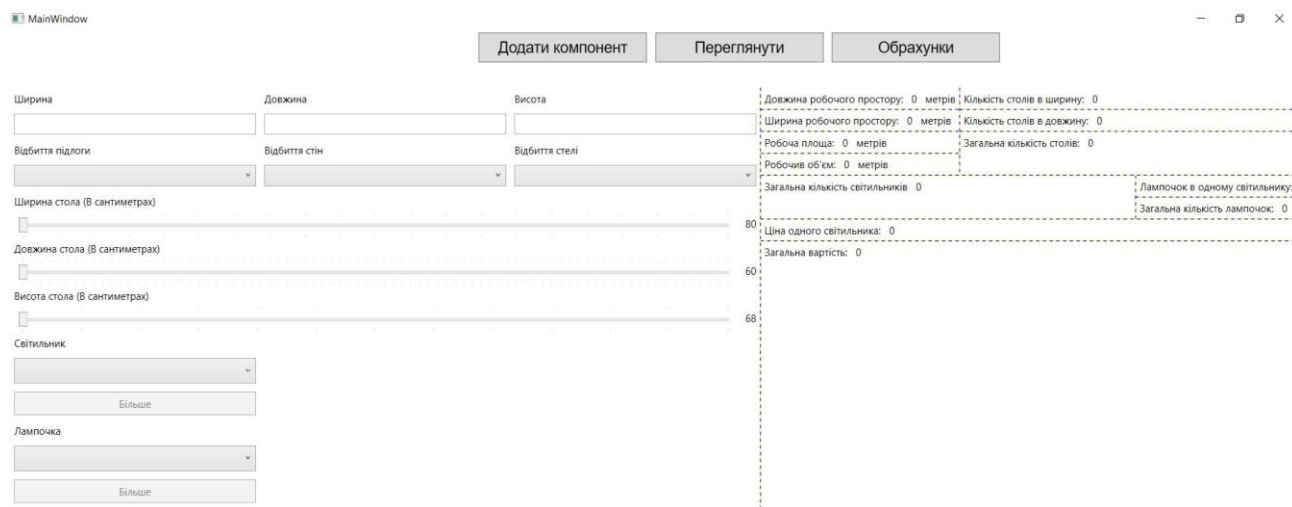 MainWindow
Додати компонент Переглянути Обрахунки
Ширина Довжина Висота
Відбиття підлоги Відбиття стін Відбиття стелі
Ширина стола (В сантиметрах)
80
Довжина стола (В сантиметрах)
60
Висота стола (В сантиметрах)
68
Світильник
Більше
Лампочка
Більше
Довжина робочого простору: 0 метрів Кількість столів в ширину: 0
Ширина робочого простору: 0 метрів Кількість столів в довжину: 0
Робоча площа: 0 метрів Загальна кількість столів: 0
Робочив об'єм: 0 метрів
Загальна кількість світильників 0 Лампочок в одному світильнику:
Загальна кількість лампочок: 0
Ціна одного світильника: 0
Загальна вартість: 0